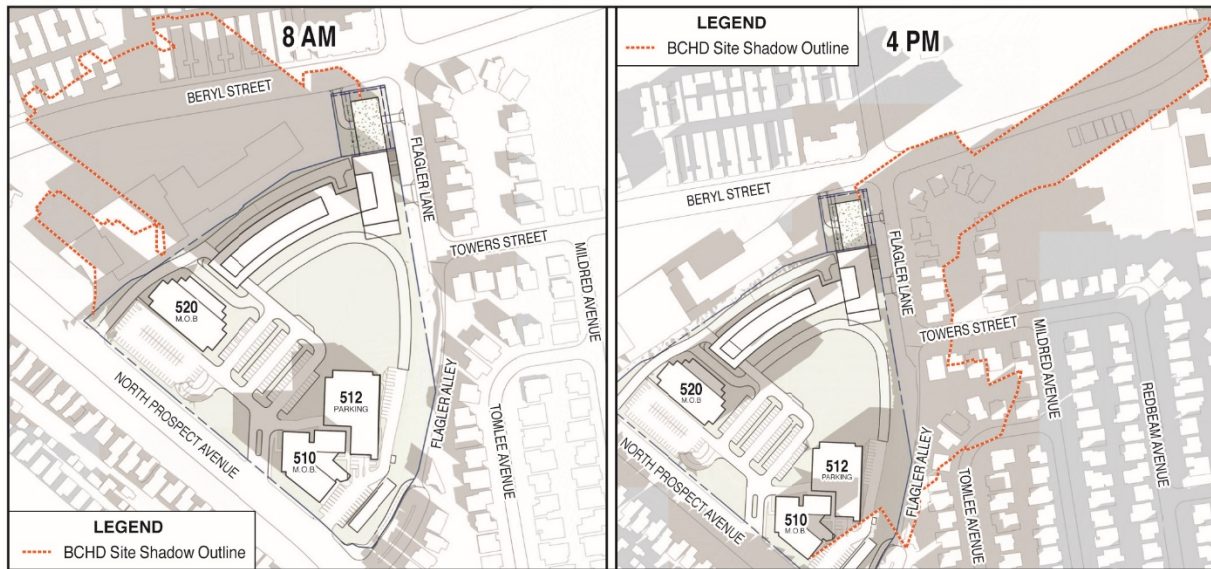 8 AM
BERYL STREET
FLAGLER LANE
TOWERS STREET
MILDRED AVENUE
520
M.O.B
512
PARKING
510
M.O.B.
NORTH PROSPECT AVENUE
FLAGLER ALLEY
TOMLEE AVENUE
LEGEND
BCHD Site Shadow Outline
LEGEND
BCHD Site Shadow Outline
4 PM
BERYL STREET
FLAGLER LANE
TOWERS STREET
MILDRED AVENUE
REDBEAM AVENUE
520
M.O.B
512
PARKING
510
M.O.B.
NORTH PROSPECT AVENUE
FLAGLER ALLEY
TOMLEE AVENUE